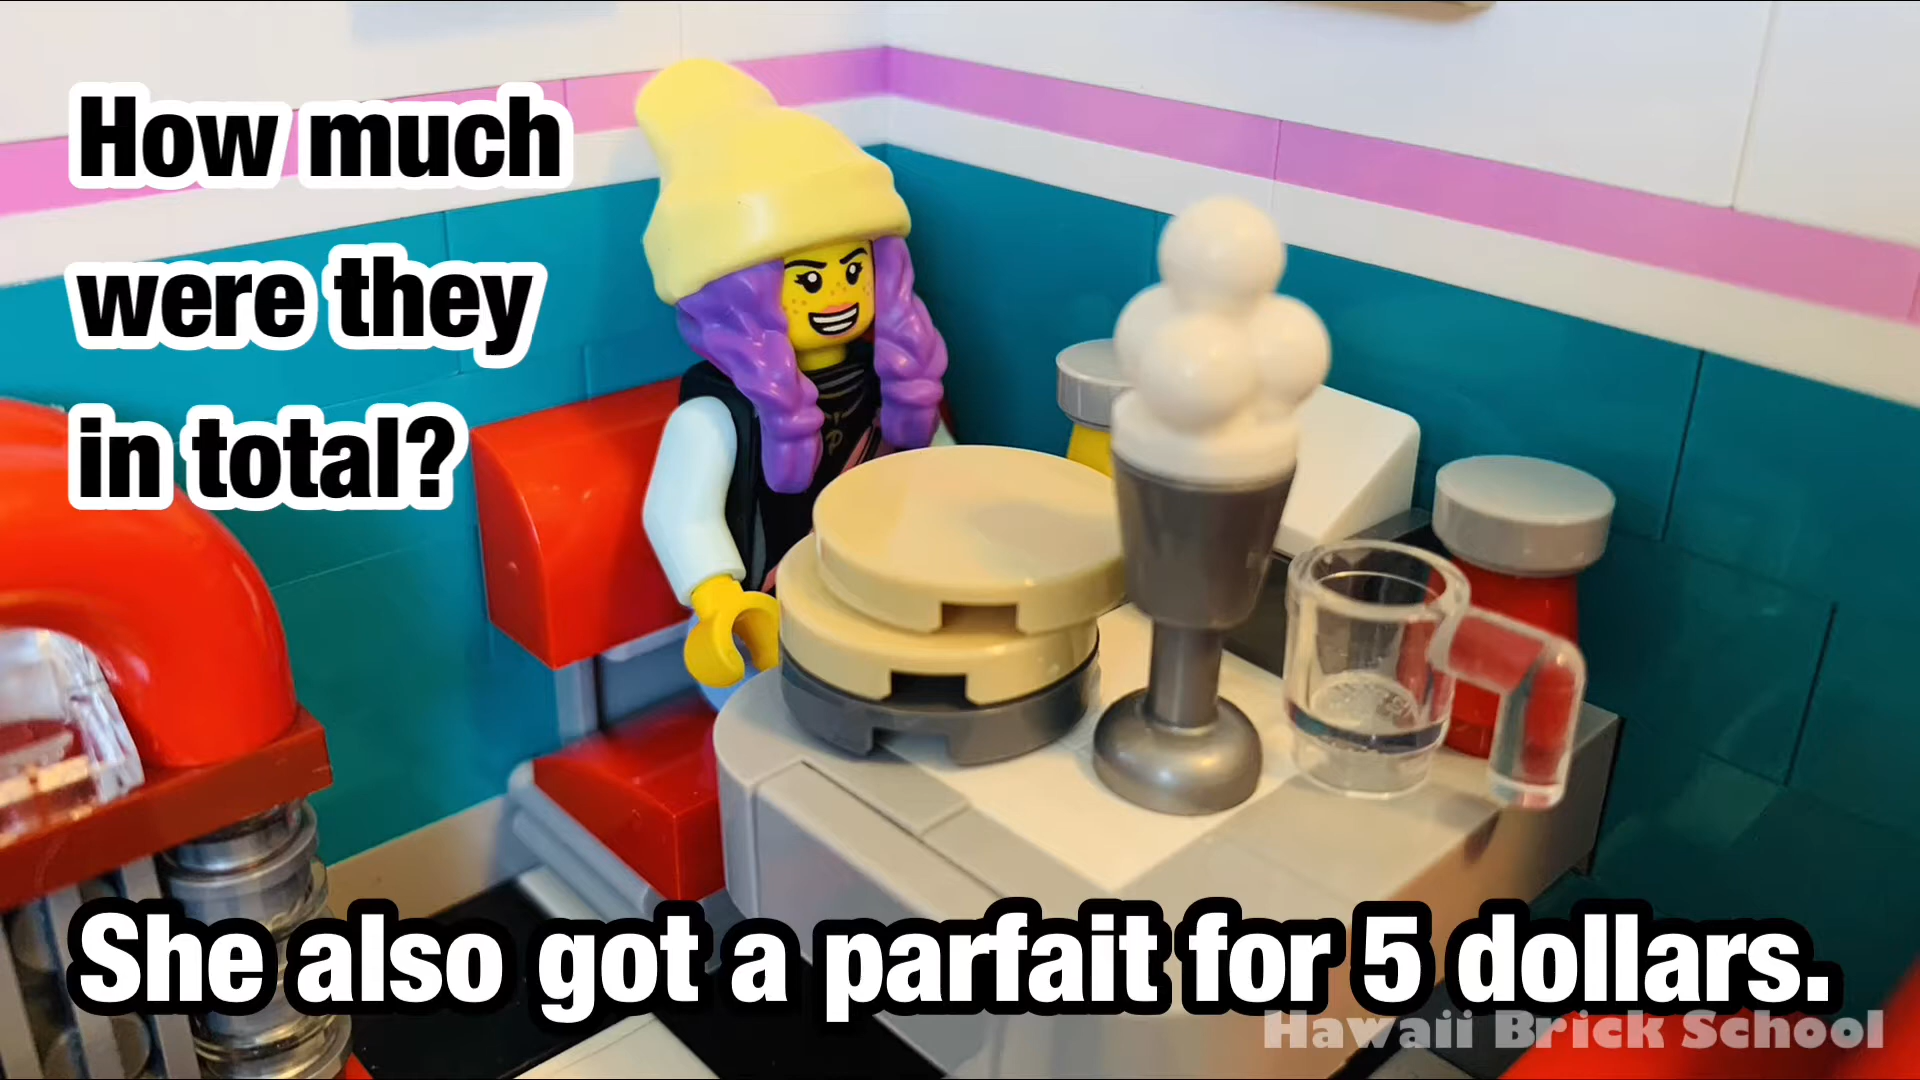 How much
were they
in total?
She also got a parfait for 5 dollars.
Hawaii Brick School